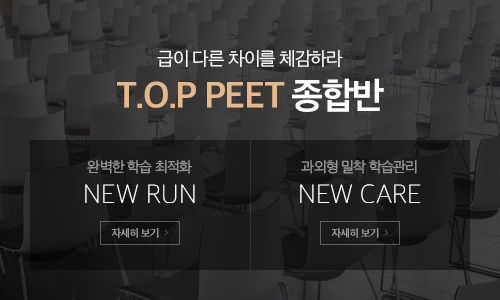 급이 다른 차이를 체감하라
T.O.P PEET 종합반
완벽한 학습 최적화
NEW RUN
자세히 보기 >
과외형 밀착 학습관리
NEW CARE
자세히 보기 >